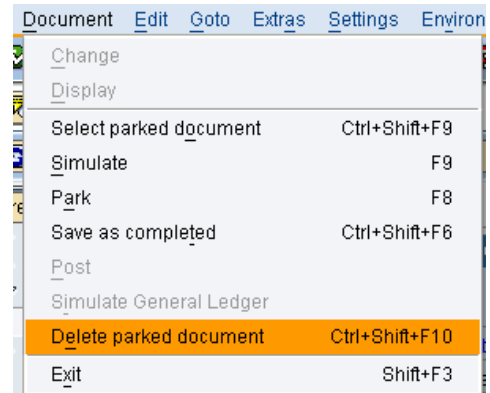 Document Edit Goto Extras Settings Environ
Change
Display
Select parked document Ctrl+Shift+F9
Simulate F9
Park F8
Save as completed Ctrl+Shift+F6
Post
Simulate General Ledger
Delete parked document Ctrl+Shift+F10
Exit Shift+F3